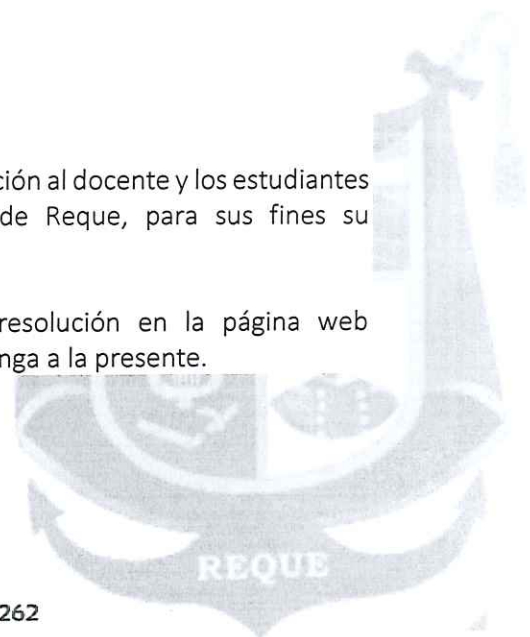 ción al docente y los estudiantes
de Reque, para sus fines su
resolución en la página web
nga a la presente.
REQUE
262